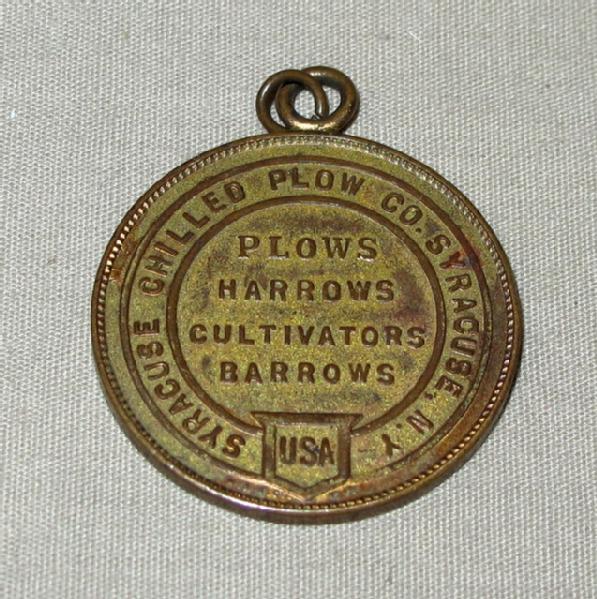 SYRACUSE CHILLED PLOW CO. SYRACUSE, N.Y
PLOWS
HARROWS
CULTIVATORS
BARROWS
USA